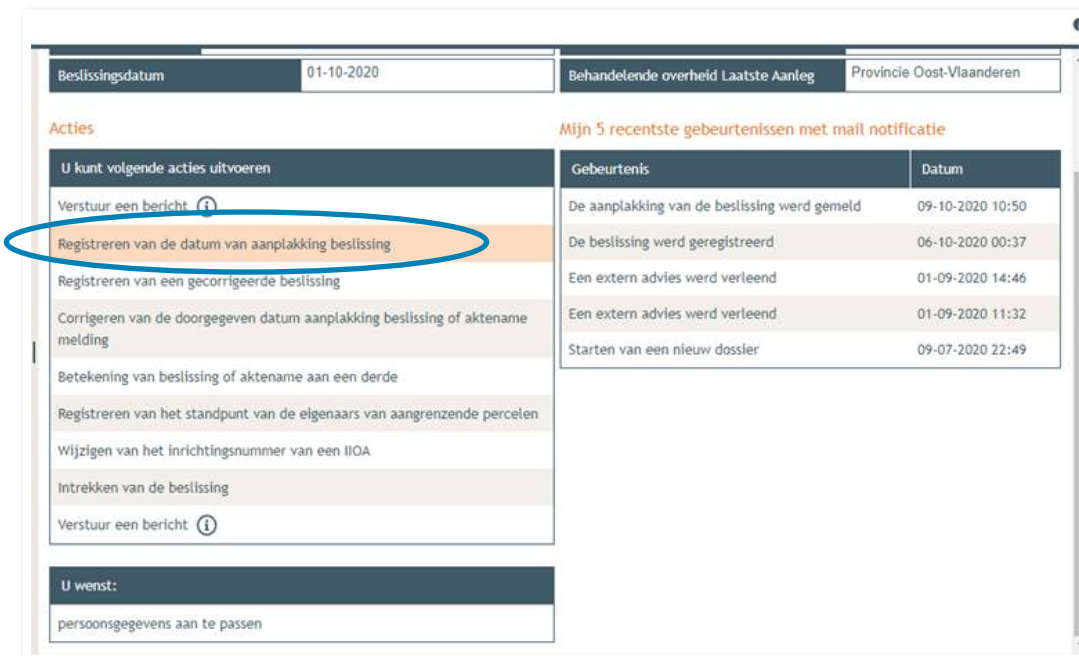 Beslissingsdatum 01-10-2020
Behandelende overheid Laatste Aanleg Provincie Oost-Vlaanderen
Acties
U kunt volgende acties uitvoeren
Verstuur een bericht
Registreren van de datum van aanplakking beslissing
Registreren van een gecorrigeerde beslissing
Corrigeren van de doorgegeven datum aanplakking beslissing of aktename
melding
Betekening van beslissing of aktename aan een derde
Registreren van het standpunt van de eigenaars van aangrenzende percelen
Wijzigen van het inrichtingsnummer van een IIOA
Intrekken van de beslissing
Verstuur een bericht
U wenst:
persoonsgegevens aan te passen
Mijn 5 recentste gebeurtenissen met mail notificatie
Gebeurtenis Datum
De aanplakking van de beslissing werd gemeld 09-10-2020 10:50
De beslissing werd geregistreerd 06-10-2020 00:37
Een extern advies werd verleend 01-09-2020 14:46
Een extern advies werd verleend 01-09-2020 11:32
Starten van een nieuw dossier 09-07-2020 22:49